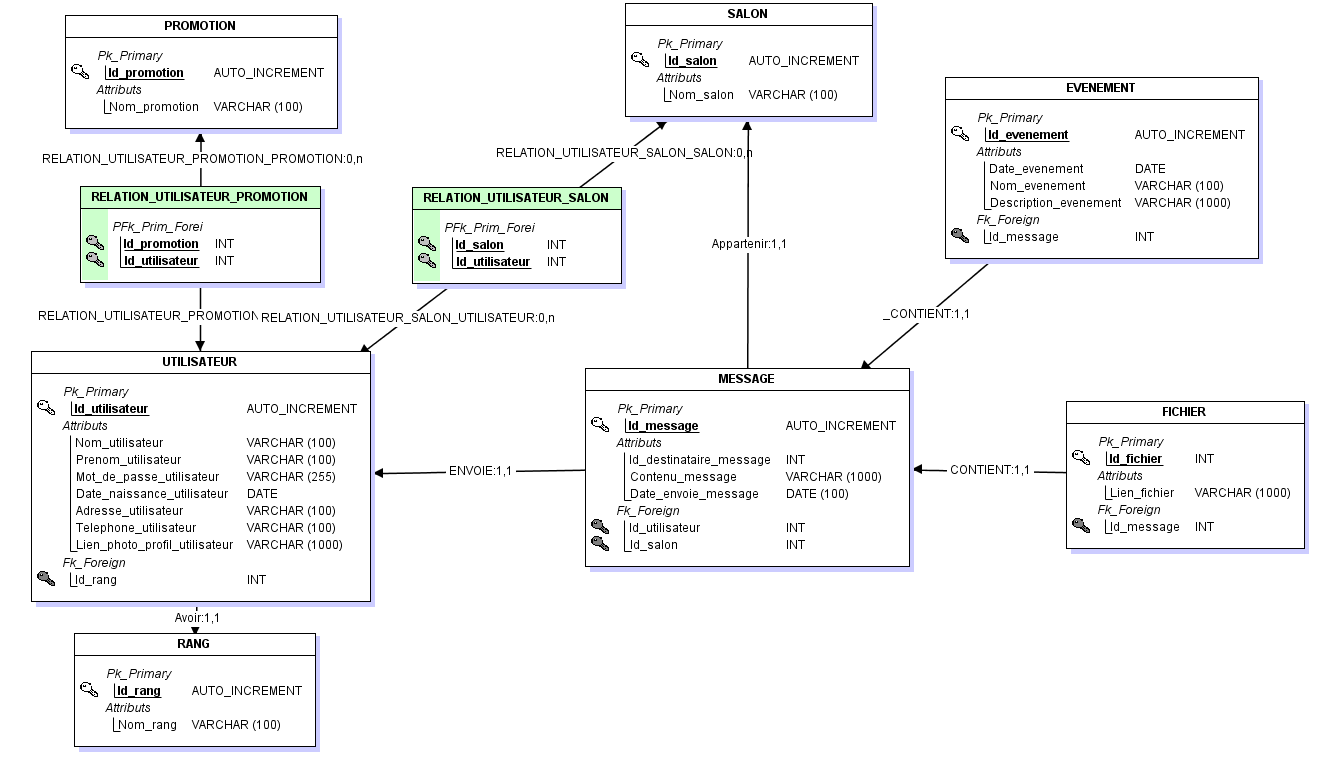 PROMOTION
Pk_Primary
Id_promotion AUTO_INCREMENT
Attributs
Nom_promotion VARCHAR (100)
SALON
Pk_Primary
Id_salon AUTO_INCREMENT
Attributs
Nom_salon VARCHAR (100)
EVENEMENT
Pk_Primary
Id_evenement AUTO_INCREMENT
Attributs
Date_evenement DATE
Nom_evenement VARCHAR (100)
Description_evenement VARCHAR (1000)
Fk_Foreign
Id_message INT
RELATION_UTILISATEUR_PROMOTION_PROMOTION:0,n
RELATION_UTILISATEUR_SALON_SALON:0,n
RELATION_UTILISATEUR_PROMOTION
PFk_Prim_Forei
Id_promotion INT
Id_utilisateur INT
RELATION_UTILISATEUR_SALON
PFk_Prim_Forei
Id_salon INT
Id_utilisateur INT
Appartenir:1,1
RELATION_UTILISATEUR_PROMOTION
RELATION_UTILISATEUR_SALON_UTILISATEUR:0,n
_CONTIENT:1,1
UTILISATEUR
Pk_Primary
Id_utilisateur AUTO_INCREMENT
Attributs
Nom_utilisateur VARCHAR (100)
Prenom_utilisateur VARCHAR (100)
Mot_de_passe_utilisateur VARCHAR (255)
Date_naissance_utilisateur DATE
Adresse_utilisateur VARCHAR (100)
Telephone_utilisateur VARCHAR (100)
Lien_photo_profil_utilisateur VARCHAR (1000)
Fk_Foreign
Id_rang INT
ENVOIE:1,1
MESSAGE
Pk_Primary
Id_message AUTO_INCREMENT
Attributs
Id_destinataire_message INT
Contenu_message VARCHAR (1000)
Date_envoie_message DATE (100)
Fk_Foreign
Id_utilisateur INT
Id_salon INT
CONTIENT:1,1
FICHIER
Pk_Primary
Id_fichier INT
Attributs
Lien_fichier VARCHAR (1000)
Fk_Foreign
Id_message INT
Avoir:1,1
RANG
Pk_Primary
Id_rang AUTO_INCREMENT
Attributs
Nom_rang VARCHAR (100)